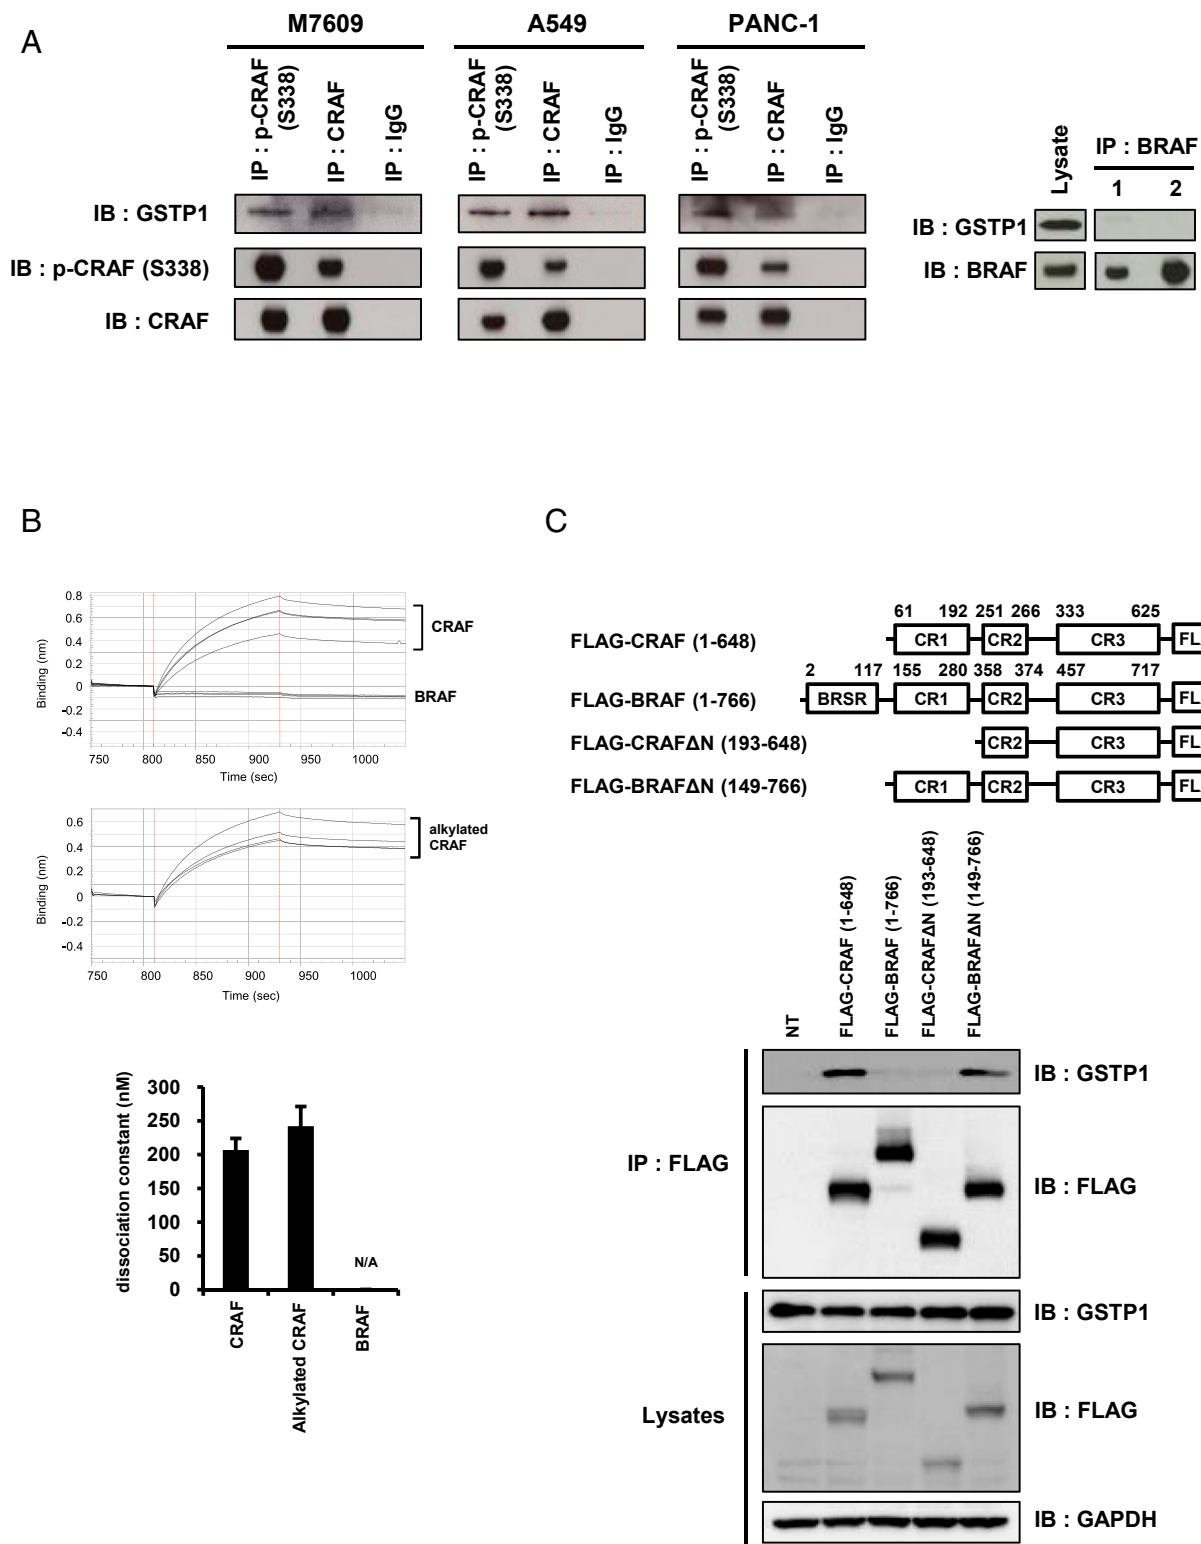 A
M7609
A549
PANC-1
IP : p-CRAF (S338)
IP : CRAF
IP : IgG
IP : p-CRAF (S338)
IP : CRAF
IP : IgG
IP : p-CRAF (S338)
IP : CRAF
IP : IgG
IB : GSTP1
IB : p-CRAF (S338)
IB : CRAF
Lysate
IP : BRAF
1 2
IB : GSTP1
IB : BRAF
B
Binding (nm)
0.8
0.6
0.4
0.2
0
-0.2
-0.4
CRAF
BRAF
750 800 850 900 950 1000
Time (sec)
Binding (nm)
0.6
0.4
0.2
0
-0.2
-0.4
alkylated
CRAF
750 800 850 900 950 1000
Time (sec)
dissociation constant (nM)
300
250
200
150
100
50
0
N/A
CRAF
Alkylated CRAF
BRAF
C
61 192 251 266 333 625
FLAG-CRAF (1-648) CR1 CR2 CR3 FL
2 117 155 280 358 374 457 717
FLAG-BRAF (1-766) BRSR CR1 CR2 CR3 FL
FLAG-CRAFΔN (193-648) CR2 CR3 FL
FLAG-BRAFΔN (149-766) CR1 CR2 CR3 FL
NT
FLAG-CRAF (1-648)
FLAG-BRAF (1-766)
FLAG-CRAFΔN (193-648)
FLAG-BRAFΔN (149-766)
IP : FLAG
IB : GSTP1
IB : FLAG
Lysates
IB : GSTP1
IB : FLAG
IB : GAPDH